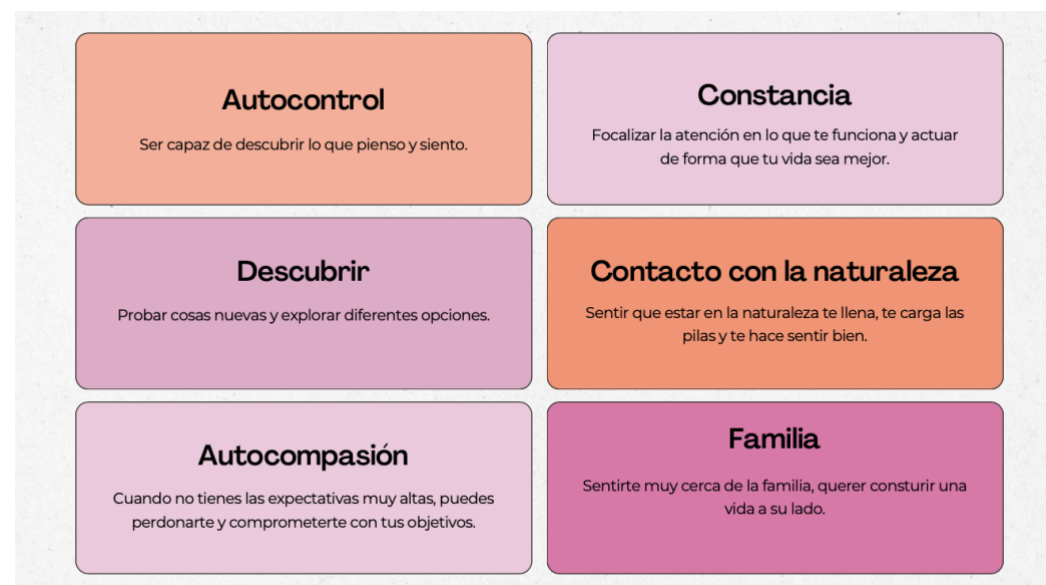 Autocontrol
Ser capaz de descubrir lo que pienso y siento.
Constancia
Focalizar la atención en lo que te funciona y actuar
de forma que tu vida sea mejor.
Descubrir
Probar cosas nuevas y explorar diferentes opciones.
Contacto con la naturaleza
Sentir que estar en la naturaleza te llena, te carga las
pilas y te hace sentir bien.
Autocompasión
Cuando no tienes las expectativas muy altas, puedes
perdonarte y comprometerte con tus objetivos.
Familia
Sentirte muy cerca de la familia, querer consturir una
vida a su lado.